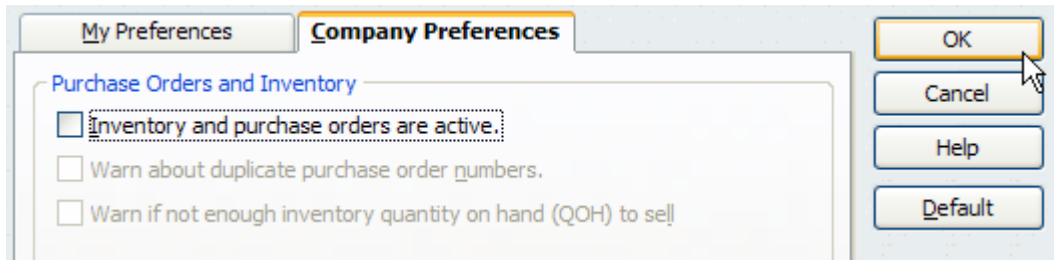 My Preferences
Company Preferences
OK
Purchase Orders and Inventory
Cancel
Inventory and purchase orders are active.
Help
Warn about duplicate purchase order numbers.
Warn if not enough inventory quantity on hand (QOH) to sell
Default